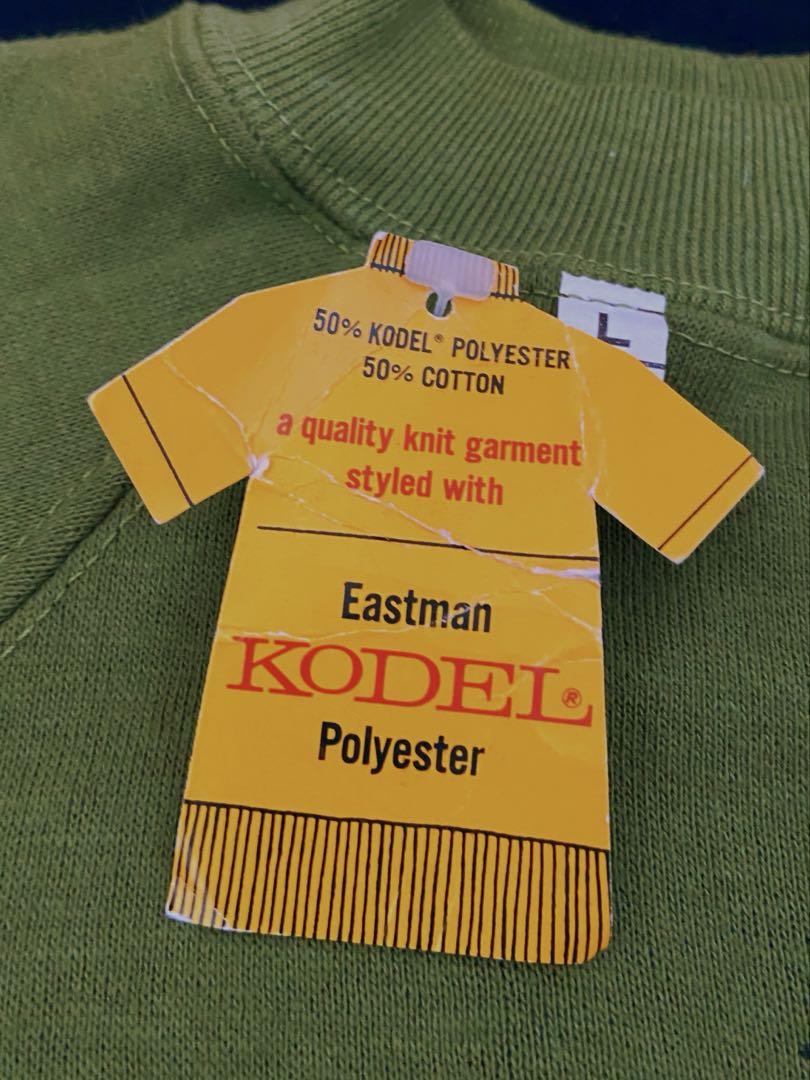 50% KODEL® POLYESTER
50% COTTON
L
a quality knit garment
styled with
Eastman
KODEL®
Polyester